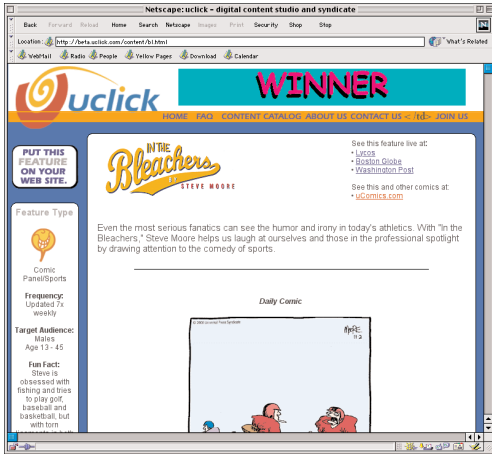 Netscape:uclick - digital content studio and syndicate
Back Forward Reload Home Search Netscape Images Print Security Shop Stop
Location: http://beta.uclick.com/content/bl.html What's Related
WebMail Radio People Yellow Pages Download Calendar
uclick
WINNER
HOME FAQ CONTENT CATALOG ABOUT US CONTACT US < /td> JOIN US
PUT THIS
FEATURE
ON YOUR
WEB SITE.
IN THE
Bleachers
BY STEVE MOORE
See this feature live at:
• Lycos
• Boston Globe
• Washington Post
See this and other comics at:
• uComics.com
Feature Type
Comic
Panel/Sports
Frequency:
Updated 7x
weekly
Target Audience:
Males
Age 13 - 45
Fun Fact:
Steve is
obsessed with
fishing and tries
to play golf,
baseball and
basketball, but
with torn
Even the most serious fanatics can see the humor and irony in today's athletics. With "In the
Bleachers," Steve Moore helps us laugh at ourselves and those in the professional spotlight
by drawing attention to the comedy of sports.
Daily Comic
MOORE
11·2